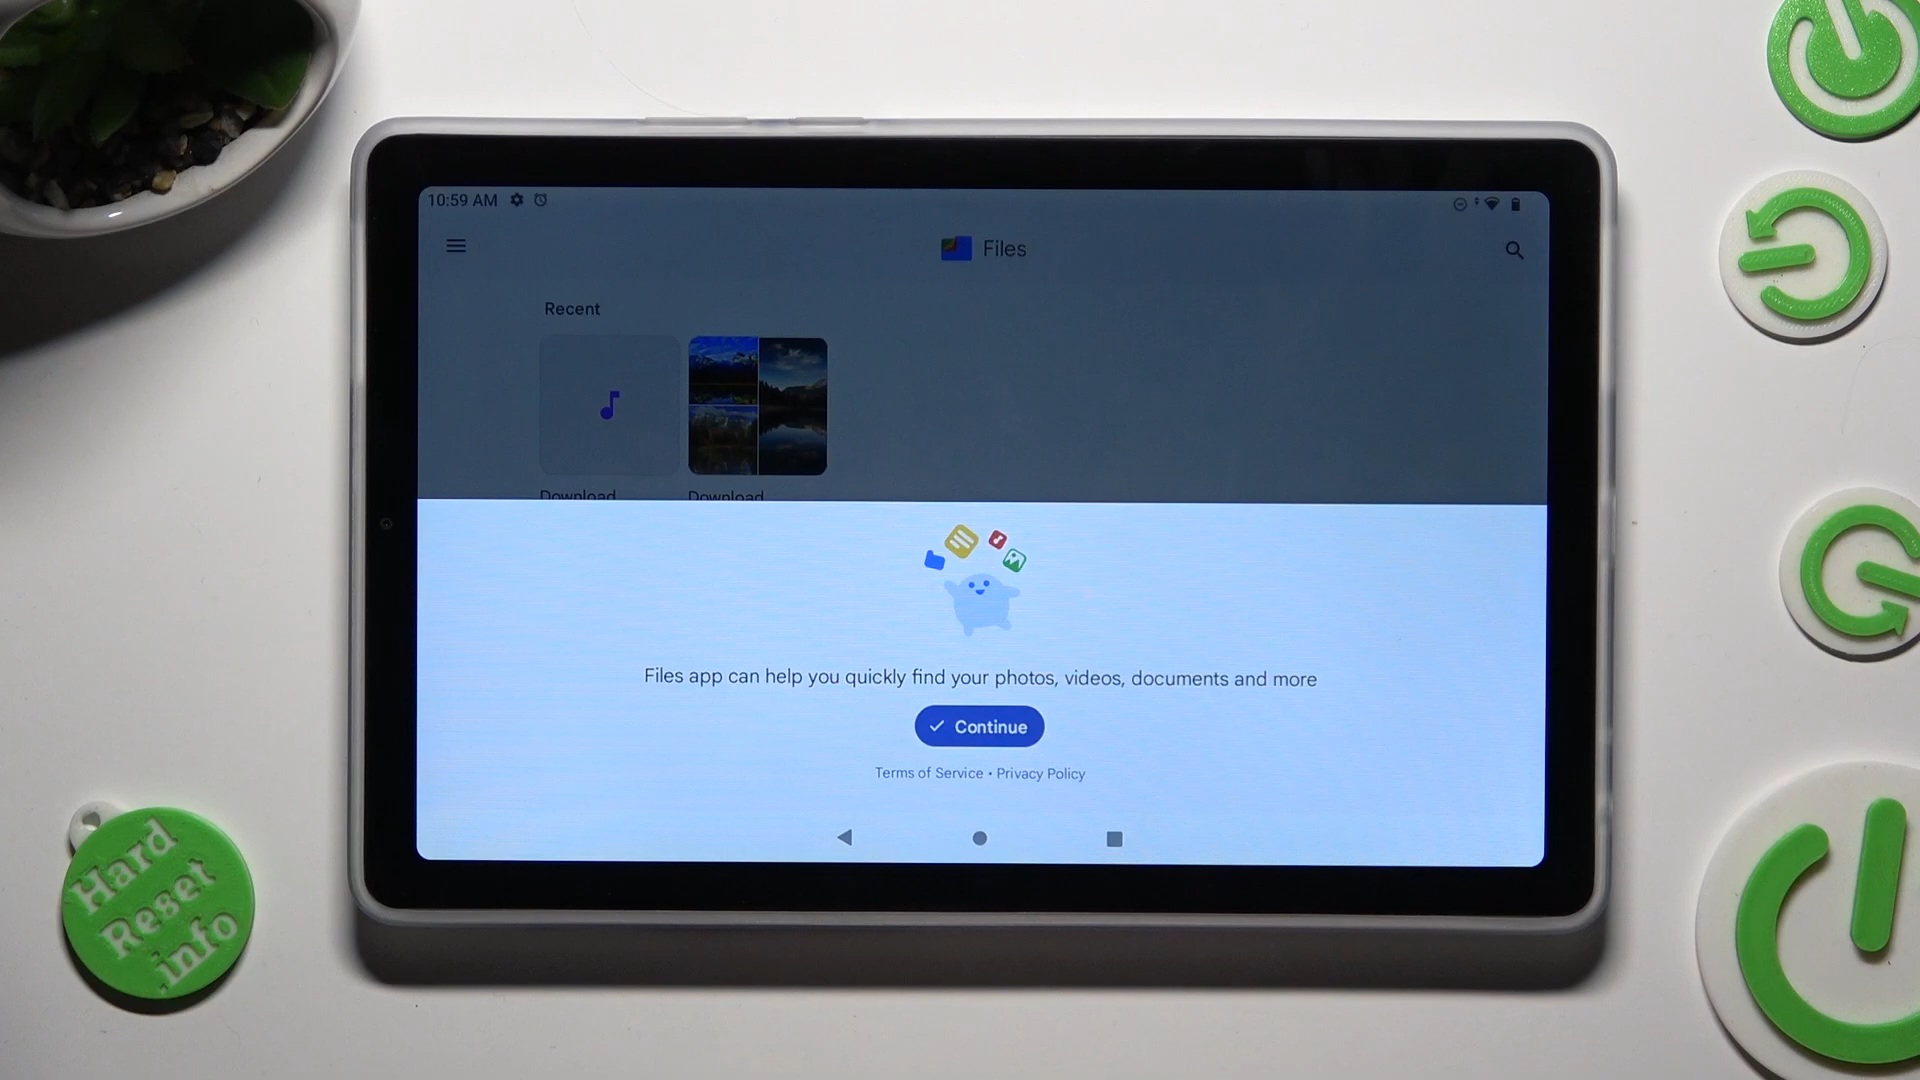 10:59 AM
Files
Recent
Download
Download
Files app can help you quickly find your photos, videos, documents and more
Continue
Terms of Service • Privacy Policy
Hard
Reset
.info